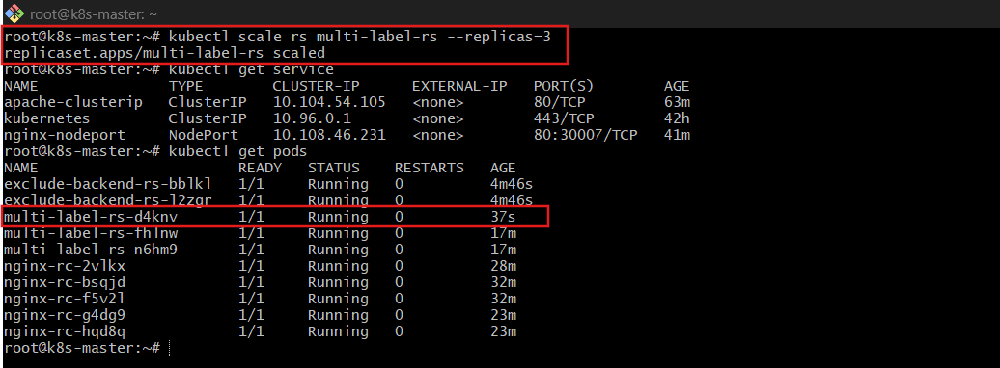 root@k8s-master: ~
root@k8s-master:~# kubectl scale rs multi-label-rs --replicas=3
replicaset.apps/multi-label-rs scaled
root@k8s-master:~# kubectl get service
NAME TYPE CLUSTER-IP EXTERNAL-IP PORT(S) AGE
apache-clusterip ClusterIP 10.104.54.105 <none> 80/TCP 63m
kubernetes ClusterIP 10.96.0.1 <none> 443/TCP 42h
nginx-nodeport NodePort 10.108.46.231 <none> 80:30007/TCP 41m
root@k8s-master:~# kubectl get pods
NAME READY STATUS RESTARTS AGE
exclude-backend-rs-bblkl 1/1 Running 0 4m46s
exclude-backend-rs-l2zgr 1/1 Running 0 4m46s
multi-label-rs-d4knv 1/1 Running 0 37s
multi-label-rs-fhlnw 1/1 Running 0 17m
multi-label-rs-n6hm9 1/1 Running 0 17m
nginx-rc-2vlkx 1/1 Running 0 28m
nginx-rc-bsqjd 1/1 Running 0 32m
nginx-rc-f5v2l 1/1 Running 0 32m
nginx-rc-g4dg9 1/1 Running 0 23m
nginx-rc-hqd8q 1/1 Running 0 23m
root@k8s-master:~#